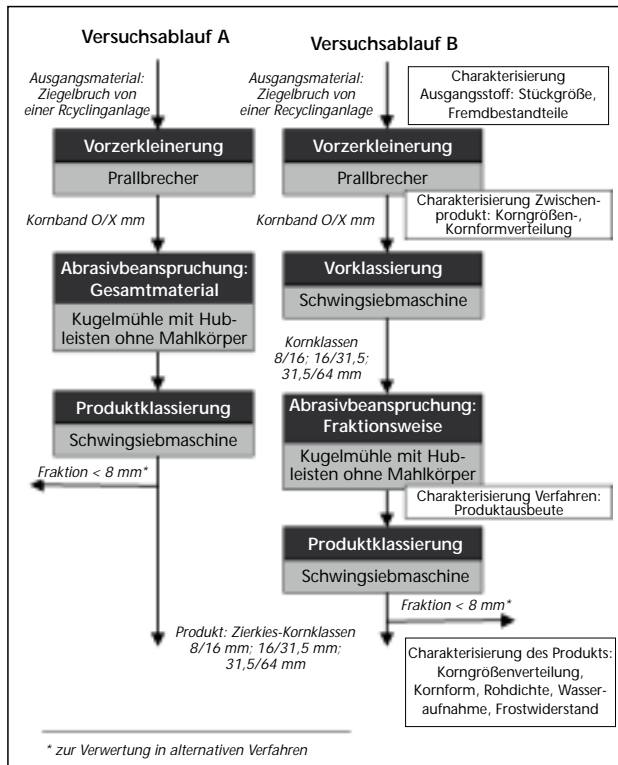 Versuchsablauf A
Ausgangsmaterial:
Ziegelbruch von
einer Rcyclinganlage
Vorzerkleinerung
Prallbrecher
Kornband O/X mm
Abrasivbeanspruchung:
Gesamtmaterial
Kugelmühle mit Hub-
leisten ohne Mahlkörper
Produktklassierung
Schwingsiebmaschine
Fraktion < 8 mm*
Versuchsablauf B
Ausgangsmaterial:
Ziegelbruch von
einer Recyclinganlage
Vorzerkleinerung
Prallbrecher
Kornband O/X mm
Vorklassierung
Schwingsiebmaschine
Kornklassen
8/16; 16/31,5;
31,5/64 mm
Abrasivbeanspruchung:
Fraktionsweise
Kugelmühle mit Hub-
leisten ohne Mahlkörper
Produktklassierung
Schwingsiebmaschine
Fraktion < 8 mm*
Produkt: Zierkies-Kornklassen
8/16 mm; 16/31,5 mm;
31,5/64 mm
Charakterisierung
Ausgangsstoff: Stückgröße,
Fremdbestandteile
Charakterisierung Zwischen-
produkt: Korngrößen-,
Kornformverteilung
Charakterisierung Verfahren:
Produktausbeute
Charakterisierung des Produkts:
Korngrößenverteilung,
Kornform, Rohdichte, Wasser-
aufnahme, Frostwiderstand
* zur Verwertung in alternativen Verfahren